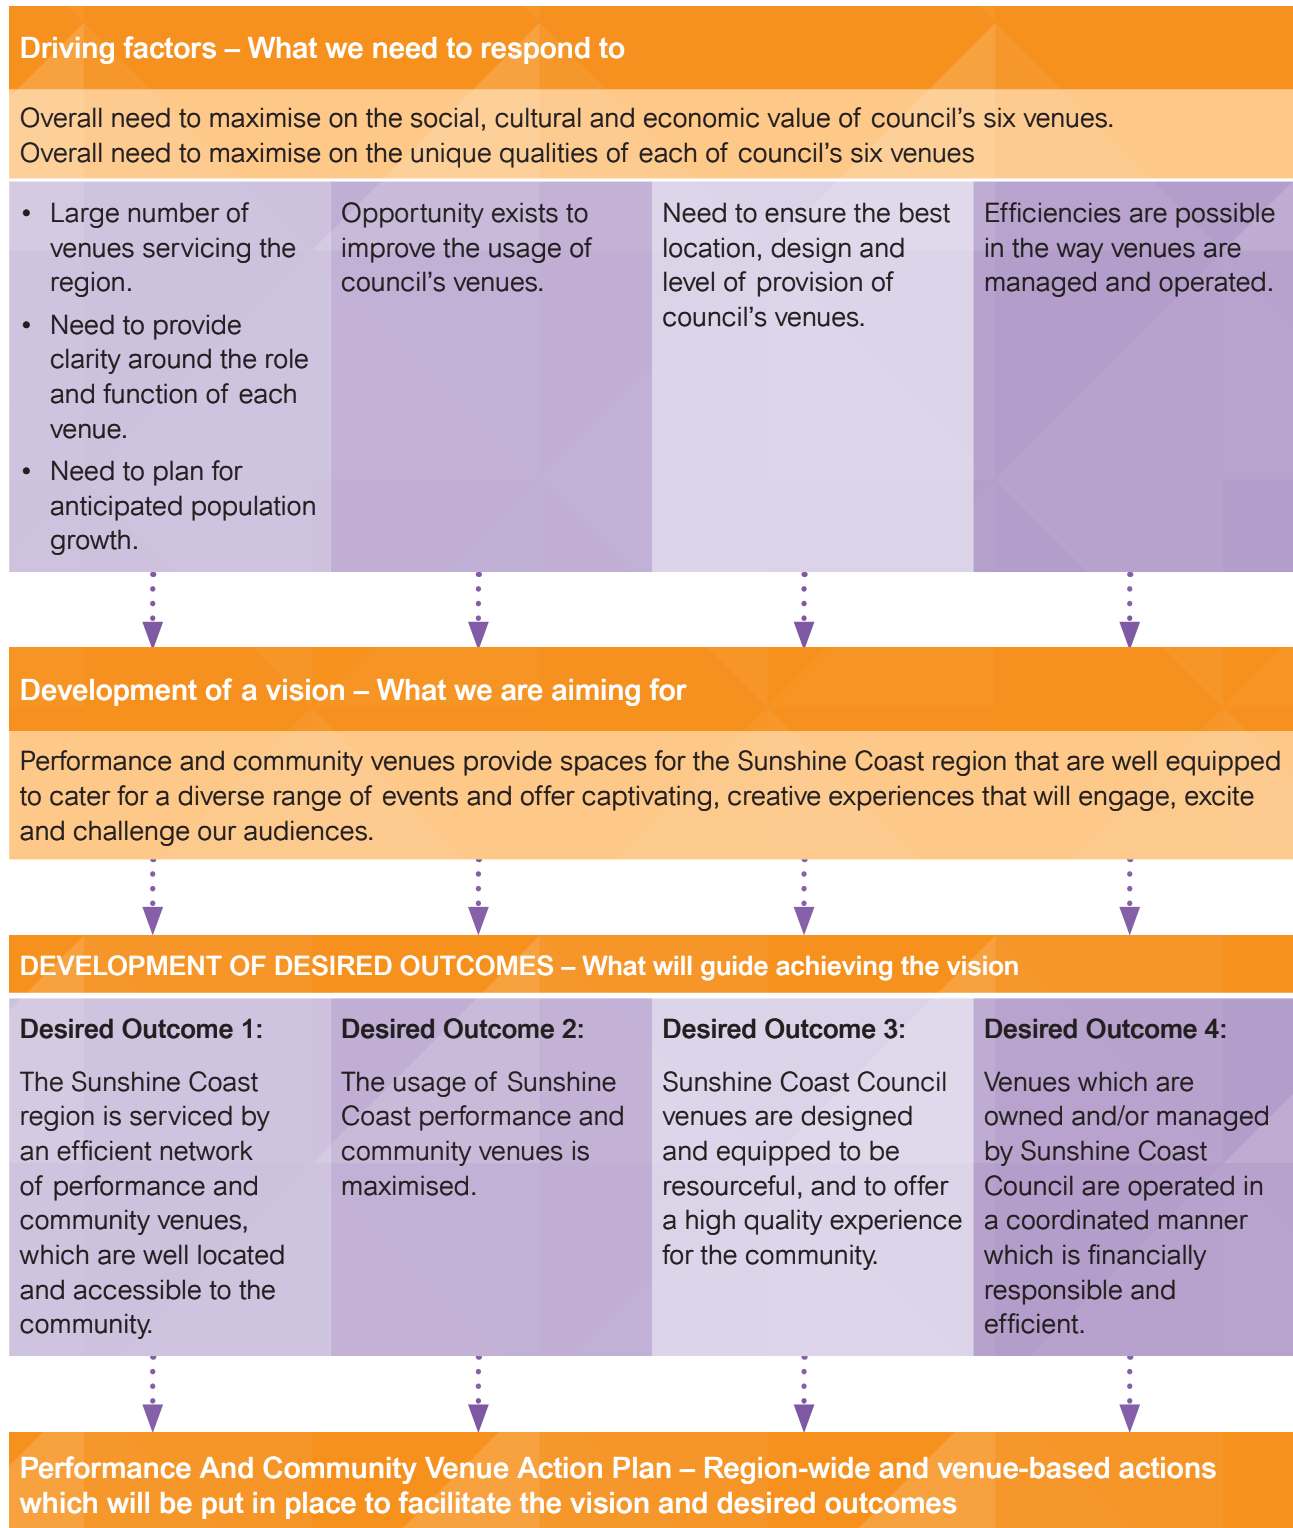 Driving factors – What we need to respond to
Overall need to maximise on the social, cultural and economic value of council’s six venues.
Overall need to maximise on the unique qualities of each of council’s six venues
• Large number of
venues servicing the
region.
• Need to provide
clarity around the role
and function of each
venue.
• Need to plan for
anticipated population
growth.
Opportunity exists to
improve the usage of
council’s venues.
Need to ensure the best
location, design and
level of provision of
council’s venues.
Efficiencies are possible
in the way venues are
managed and operated.
Development of a vision – What we are aiming for
Performance and community venues provide spaces for the Sunshine Coast region that are well equipped
to cater for a diverse range of events and offer captivating, creative experiences that will engage, excite
and challenge our audiences.
DEVELOPMENT OF DESIRED OUTCOMES – What will guide achieving the vision
Desired Outcome 1:
The Sunshine Coast
region is serviced by
an efficient network
of performance and
community venues,
which are well located
and accessible to the
community.
Desired Outcome 2:
The usage of Sunshine
Coast performance and
community venues is
maximised.
Desired Outcome 3:
Sunshine Coast Council
venues are designed
and equipped to be
resourceful, and to offer
a high quality experience
for the community.
Desired Outcome 4:
Venues which are
owned and/or managed
by Sunshine Coast
Council are operated in
a coordinated manner
which is financially
responsible and
efficient.
Performance And Community Venue Action Plan – Region-wide and venue-based actions
which will be put in place to facilitate the vision and desired outcomes